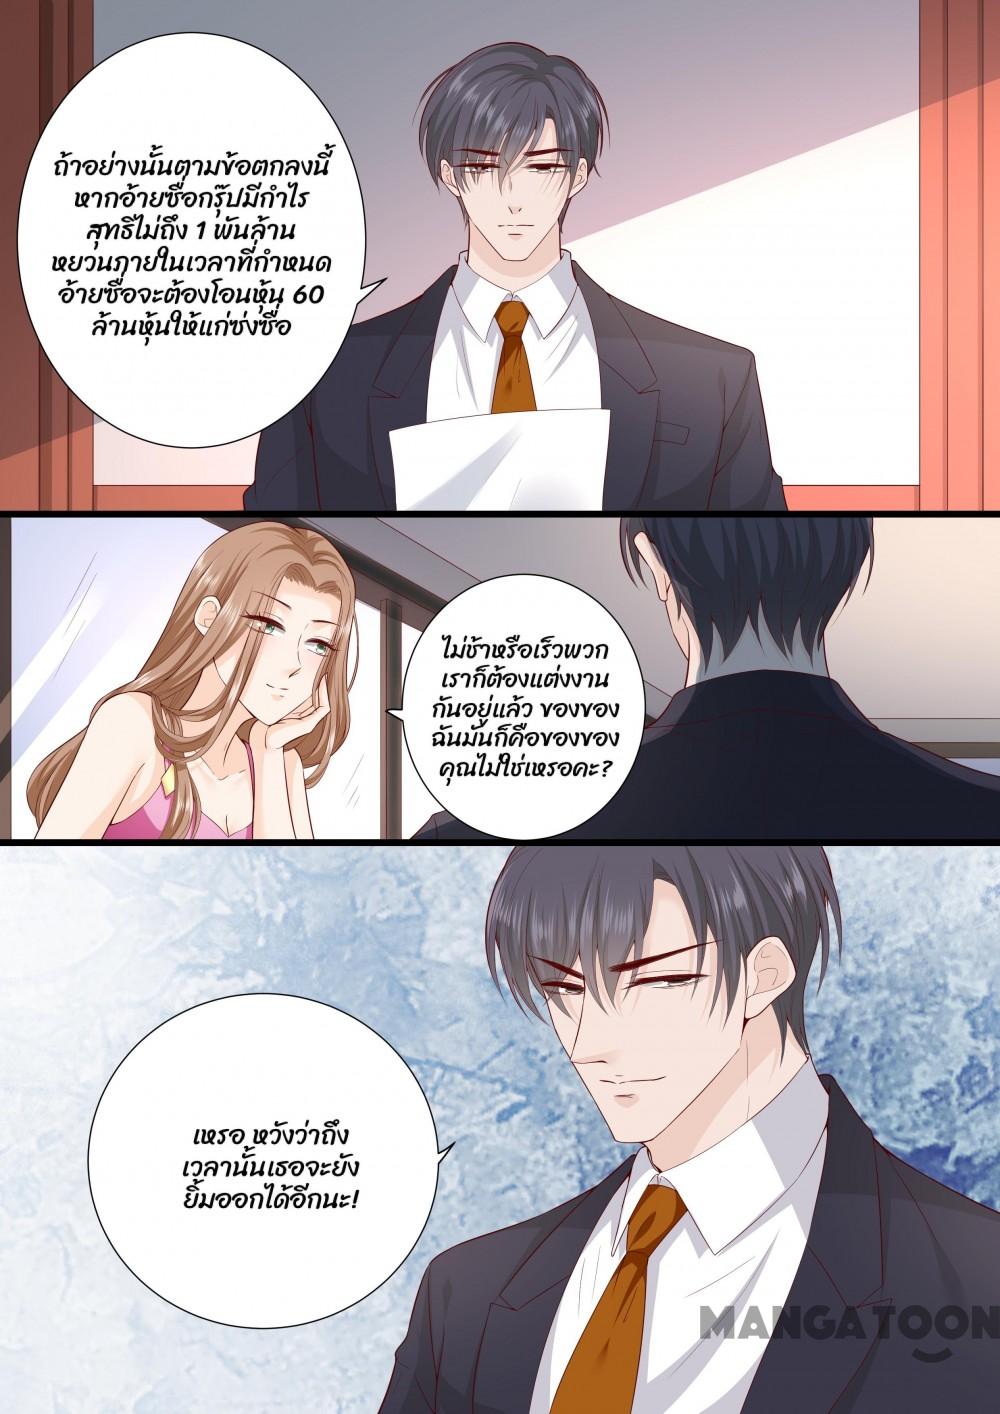 ถ้าอย่างนั้นตามข้อตกลงนี้
หากอ้ายซื่อกรุ๊ปมีกำไร
สุทธิไม่ถึง 1 พันล้าน
หยวนภายในเวลาที่กำหนด
อ้ายซื่อจะต้องโอนหุ้น 60
ล้านหุ้นให้แก่ซ่งซื่อ
ไม่ช้าหรือเร็วพวก
เราก็ต้องแต่งงาน
กันอยู่แล้ว ของของ
ฉันมันก็คือของของ
คุณไม่ใช่เหรอคะ?
เหรอ หวังว่าถึง
เวลานั้นเธอจะยัง
ยิ้มออกได้อีกนะ!
MANGATOON